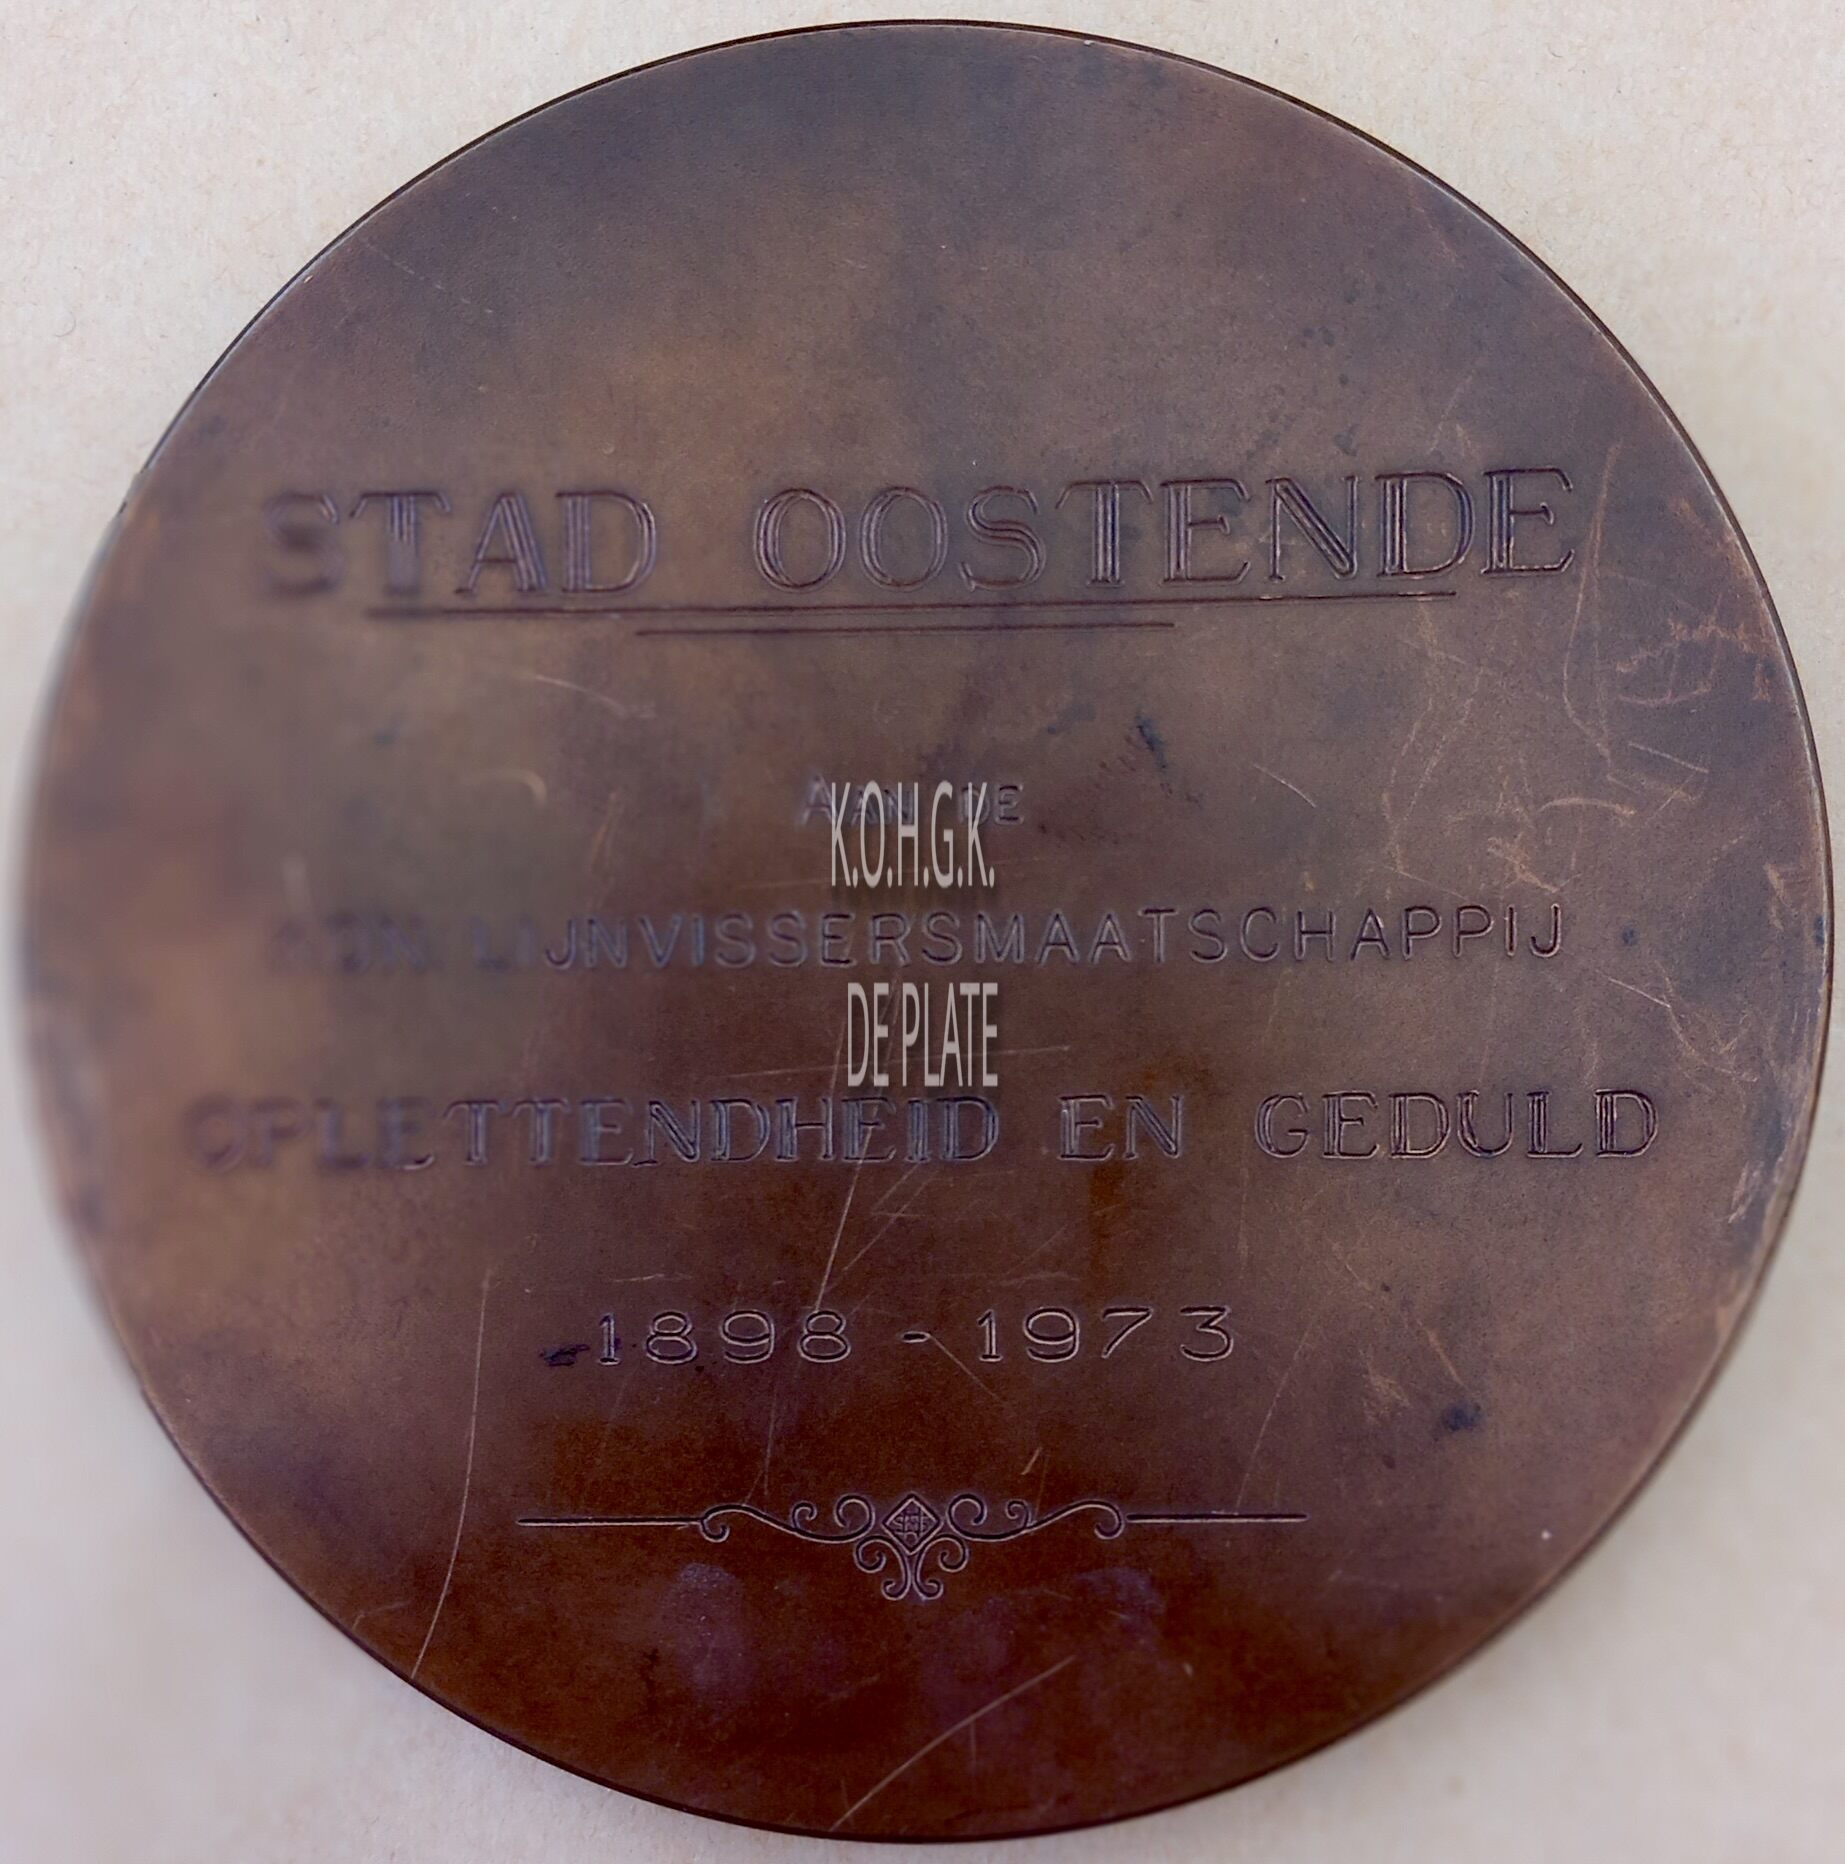 STAD OOSTENDE
AAN DE
K.O.H.G.K.
KON. LIJNVISSERSMAATSCHAPPIJ
DE PLATE
OPLETTENDHEID EN GEDULD
1898 - 1973